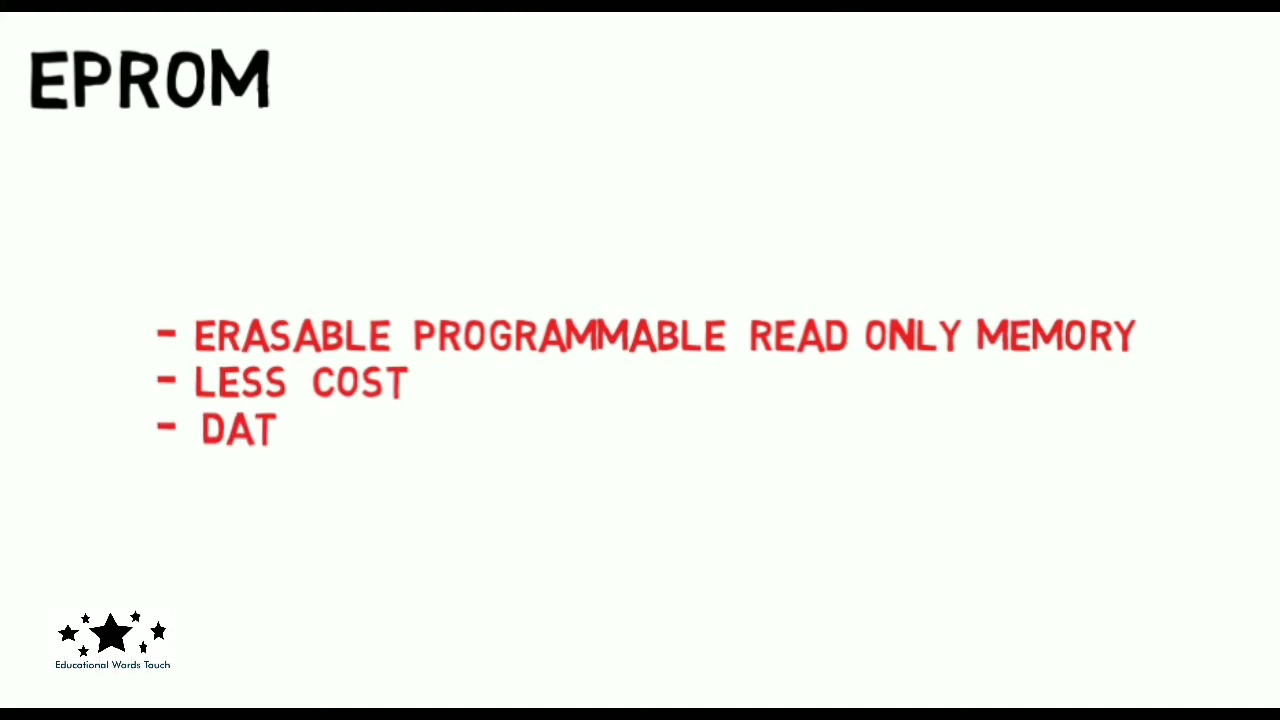 EPROM
- ERASABLE PROGRAMMABLE READ ONLY MEMORY
- LESS COST
- DAT
Educational Words Touch